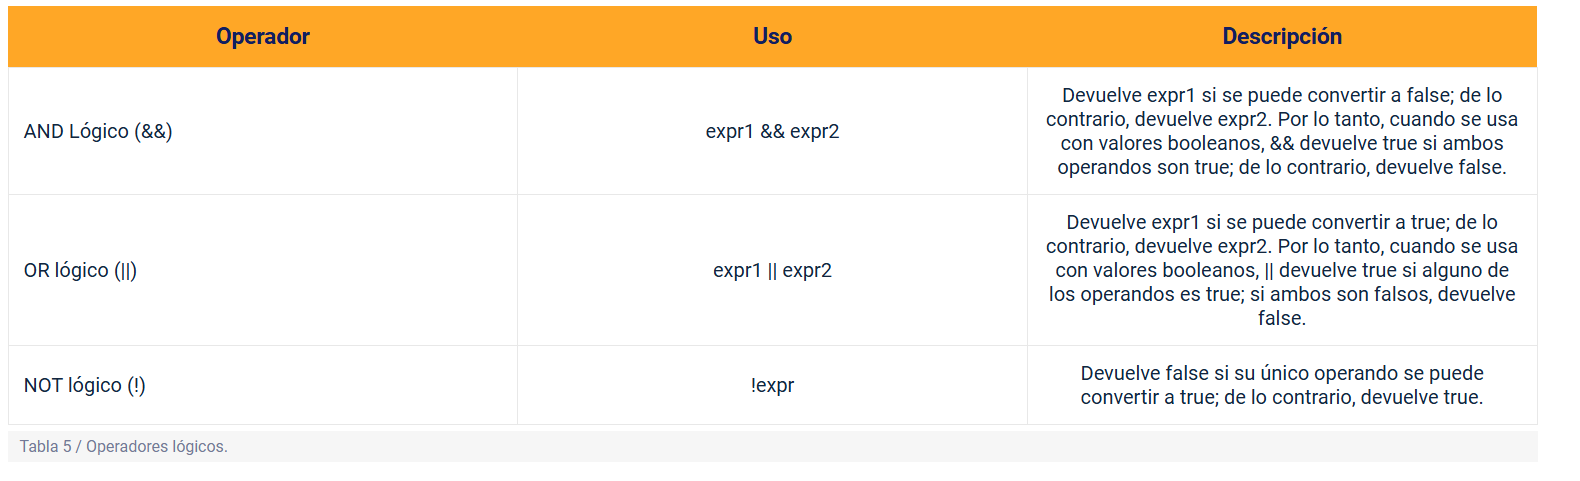 Operador Uso Descripción
AND Lógico (&&)
expr1 && expr2
Devuelve expr1 si se puede convertir a false; de lo
contrario, devuelve expr2. Por lo tanto, cuando se usa
con valores booleanos, && devuelve true si ambos
operandos son true; de lo contrario, devuelve false.
OR lógico (||)
expr1 || expr2
Devuelve expr1 si se puede convertir a true; de lo
contrario, devuelve expr2. Por lo tanto, cuando se usa
con valores booleanos, || devuelve true si alguno de
los operandos es true; si ambos son falsos, devuelve
false.
NOT lógico (!)
!expr
Devuelve false si su único operando se puede
convertir a true; de lo contrario, devuelve true.
Tabla 5 / Operadores lógicos.